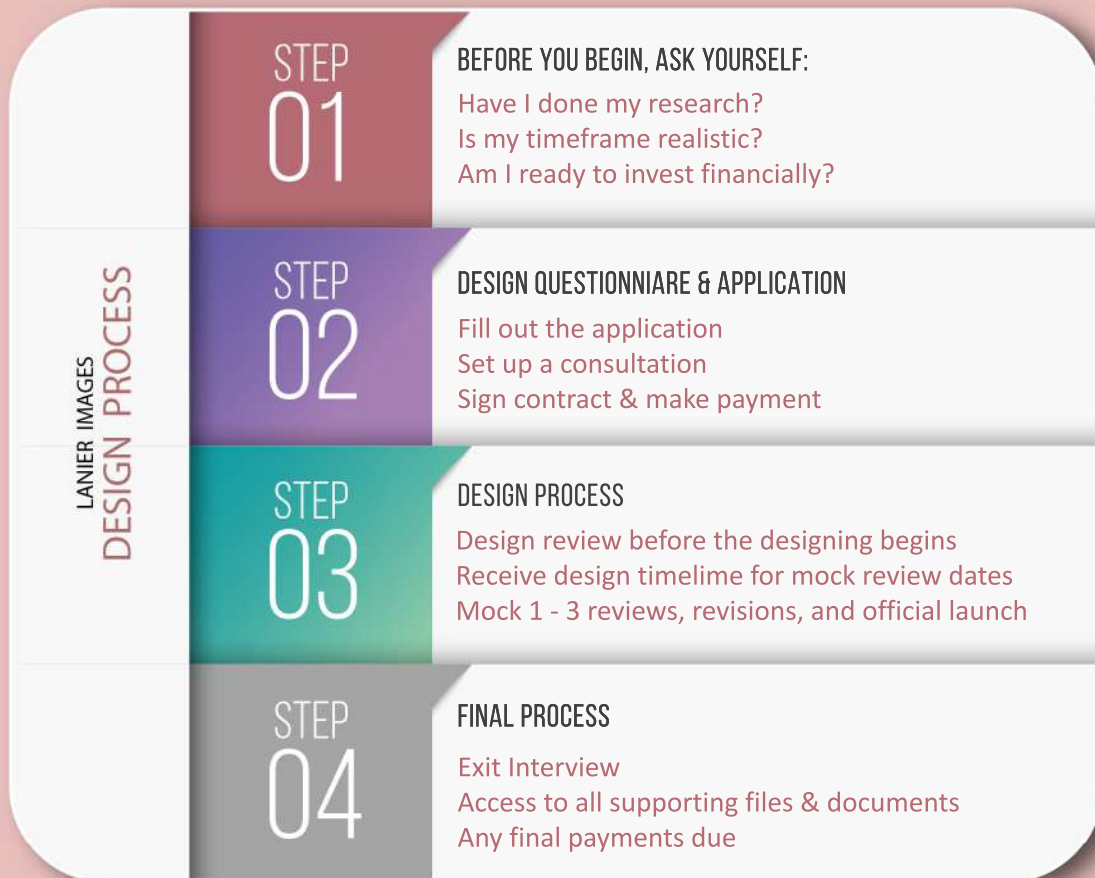 LANIER IMAGES
DESIGN PROCESS
STEP
01
BEFORE YOU BEGIN, ASK YOURSELF:
Have I done my research?
Is my timeframe realistic?
Am I ready to invest financially?
STEP
02
DESIGN QUESTIONNIARE & APPLICATION
Fill out the application
Set up a consultation
Sign contract & make payment
STEP
03
DESIGN PROCESS
Design review before the designing begins
Receive design timelime for mock review dates
Mock 1 - 3 reviews, revisions, and official launch
STEP
04
FINAL PROCESS
Exit Interview
Access to all supporting files & documents
Any final payments due